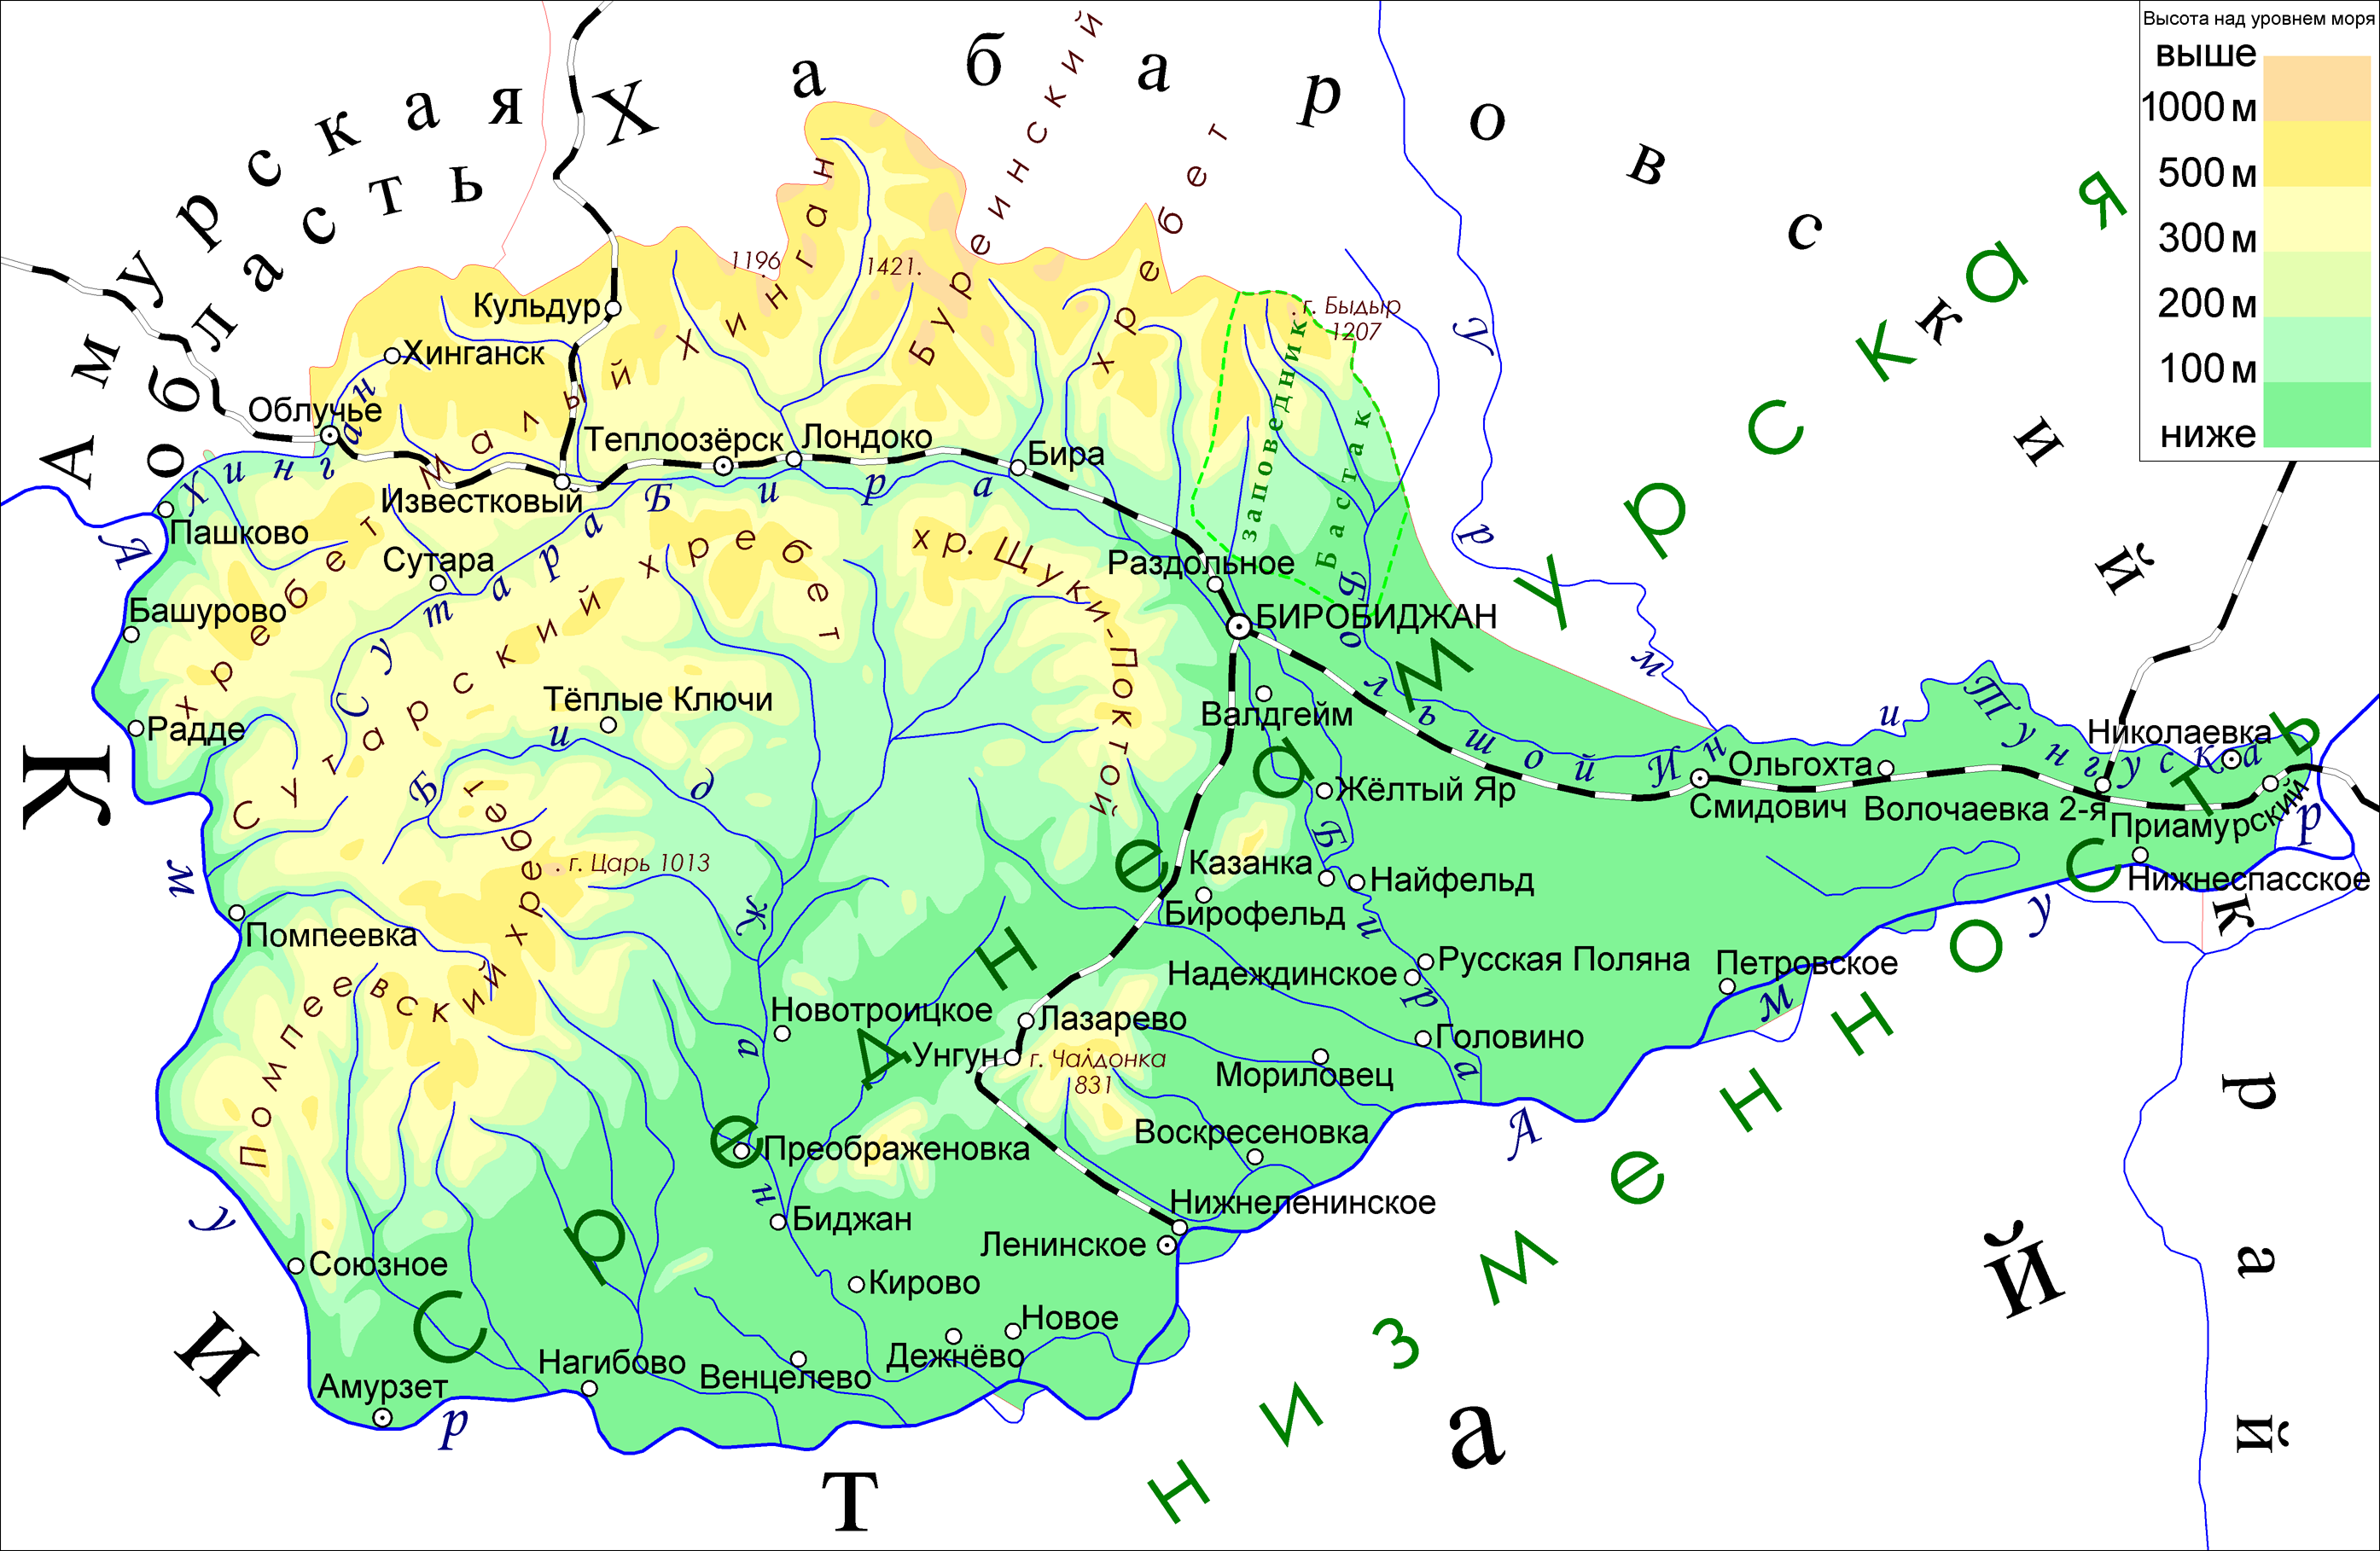 Высота над уровнем моря
выше
1000 м
500 м
300 м
200 м
100 м
ниже
Амурская
область
Хабаровский
край
Китай
Среднеамурская
низменность
Буреинский
хребет
Малый Хинган
1196
1421
г. Быдыр
1207
заповедник
Бастак
Кульдур
Хинганск
Облучье
Хинган
Теплоозёрск
Лондоко
Бира
Известковый
Бира
Пашково
Сутара
Сутара
Раздольное
БИРОБИДЖАН
Башурово
хребет
Сутарский хребет
хр. Щуки-Поктой
Урми
Тунгуска
Большой Ин
Тёплые Ключи
Радде
Валдгейм
Николаевка
Ольгохта
Жёлтый Яр
Смидович
Волочаевка 2-я
Приамурский
Биджан
г. Царь 1013
Казанка
Найфельд
Нижнеспасское
Бирофельд
Помпеевка
Помпеевский хребет
Русская Поляна
Надеждинское
Петровское
Бира
Новотроицкое
Лазарево
Головино
Унгун
г. Чалдонка
831
Мориловец
Преображеновка
Воскресеновка
Биджан
Нижнеленинское
Ленинское
Союзное
Кирово
Новое
Дежнёво
Нагибово
Венцелево
Амурзет
Амур
Амур